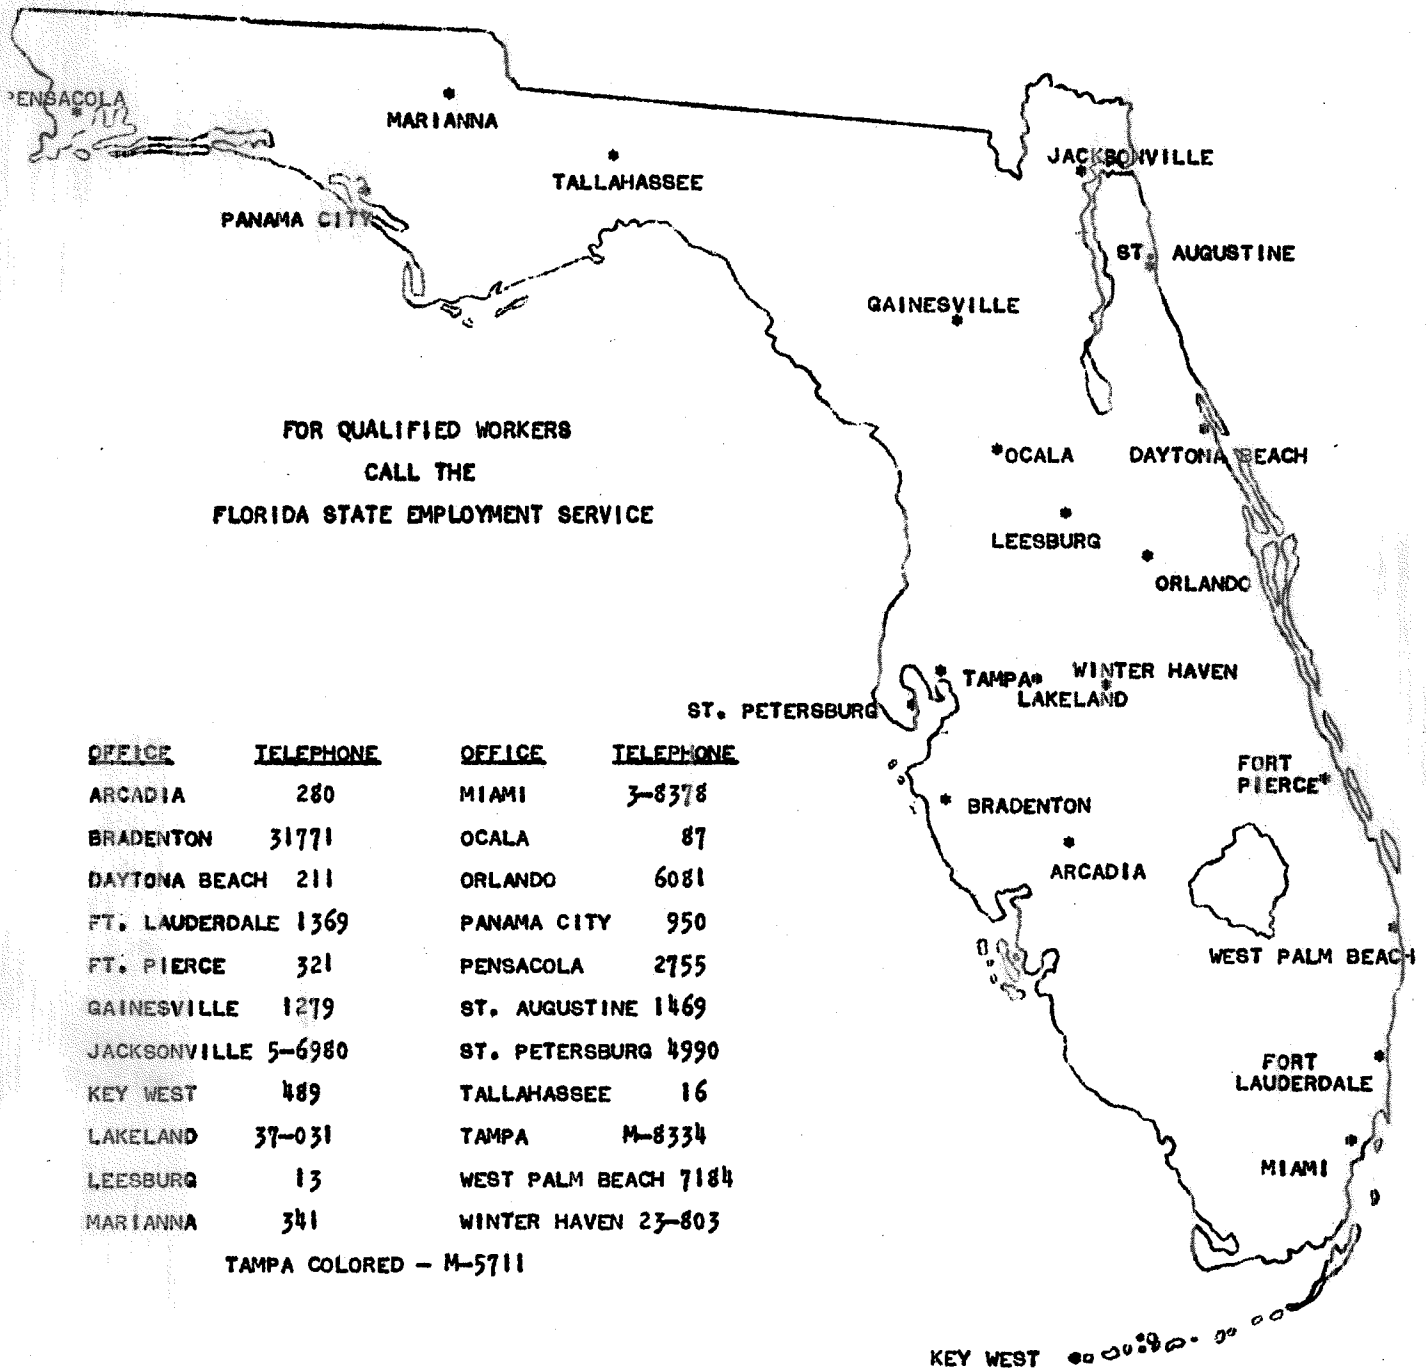 PENSACOLA
MARIANNA
TALLAHASSEE
JACKSONVILLE
PANAMA CITY
ST. AUGUSTINE
GAINESVILLE
FOR QUALIFIED WORKERS
CALL THE
FLORIDA STATE EMPLOYMENT SERVICE
OCALA
DAYTONA BEACH
LEESBURG
ORLANDO
TAMPA
WINTER HAVEN
LAKELAND
ST. PETERSBURG
FORT
PIERCE
BRADENTON
ARCADIA
WEST PALM BEACH
FORT
LAUDERDALE
MIAMI
KEY WEST
OFFICE TELEPHONE OFFICE TELEPHONE
ARCADIA 280 MIAMI 3-8378
BRADENTON 31771 OCALA 87
DAYTONA BEACH 211 ORLANDO 6081
FT. LAUDERDALE 1369 PANAMA CITY 950
FT. PIERCE 321 PENSACOLA 2755
GAINESVILLE 1279 ST. AUGUSTINE 1469
JACKSONVILLE 5-6980 ST. PETERSBURG 4990
KEY WEST 489 TALLAHASSEE 16
LAKELAND 37-031 TAMPA M-8334
LEESBURG 13 WEST PALM BEACH 7184
MARIANNA 341 WINTER HAVEN 23-803
TAMPA COLORED - M-5711